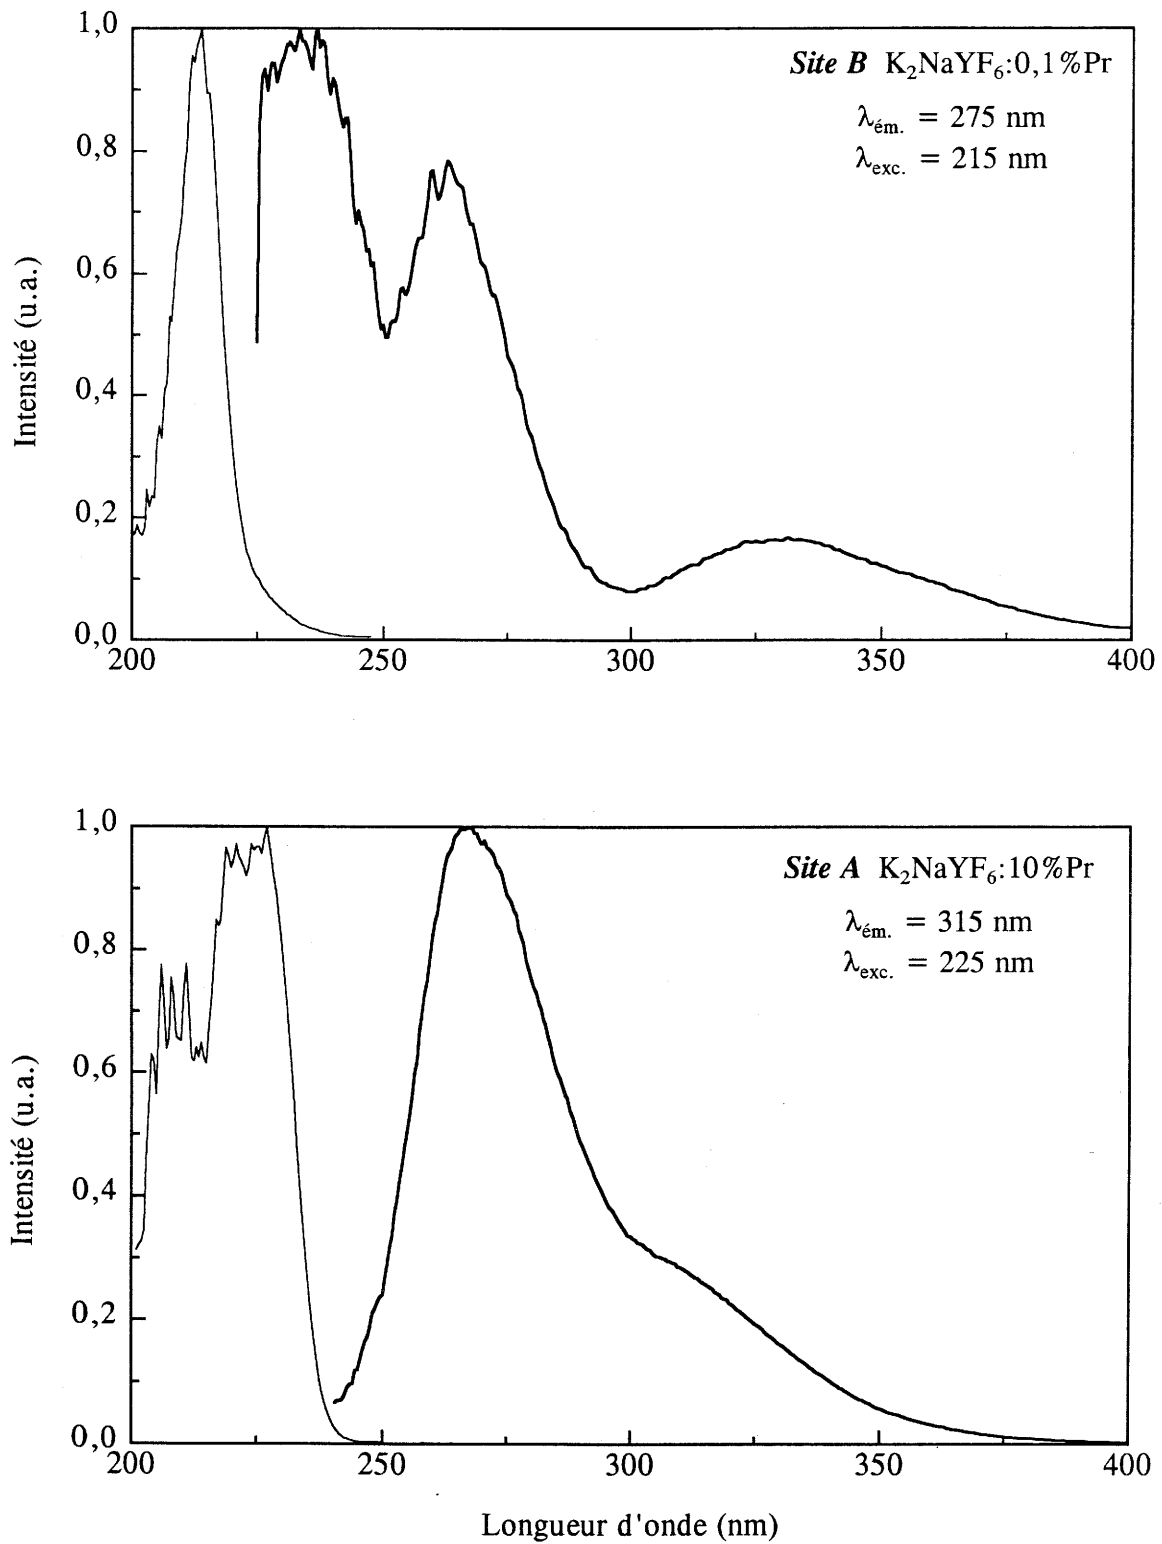 1,0
0,8
0,6
0,4
0,2
0,0
Intensité (u.a.)
Site B K₂NaYF₆:0,1%Pr
λém. = 275 nm
λexc. = 215 nm
200 250 300 350 400
1,0
0,8
0,6
0,4
0,2
0,0
Intensité (u.a.)
Site A K₂NaYF₆:10%Pr
λém. = 315 nm
λexc. = 225 nm
200 250 300 350 400
Longueur d'onde (nm)